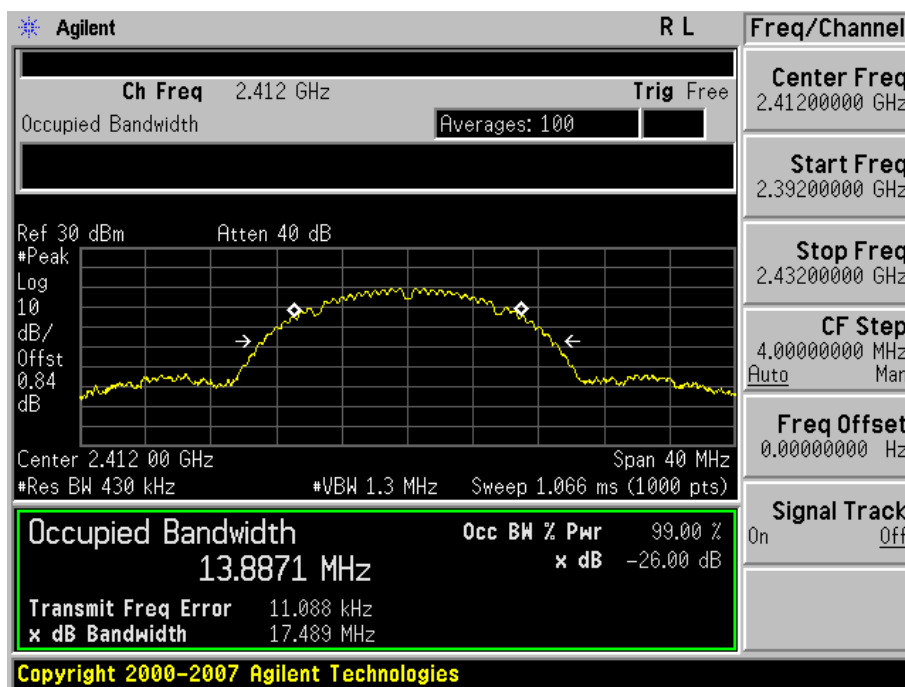 Agilent R L Freq/Channel
Ch Freq 2.412 GHz Trig Free
Occupied Bandwidth Averages: 100
Center Freq
2.41200000 GHz
Start Freq
2.39200000 GHz
Stop Freq
2.43200000 GHz
CF Step
4.00000000 MHz
Auto Man
Freq Offset
0.00000000 Hz
Signal Track
On Off
Ref 30 dBm Atten 40 dB
#Peak
Log
10
dB/
Offst
0.84
dB
Center 2.412 00 GHz Span 40 MHz
#Res BW 430 kHz #VBW 1.3 MHz Sweep 1.066 ms (1000 pts)
Occupied Bandwidth Occ BW % Pwr 99.00 %
13.8871 MHz x dB -26.00 dB
Transmit Freq Error 11.088 kHz
x dB Bandwidth 17.489 MHz
Copyright 2000-2007 Agilent Technologies